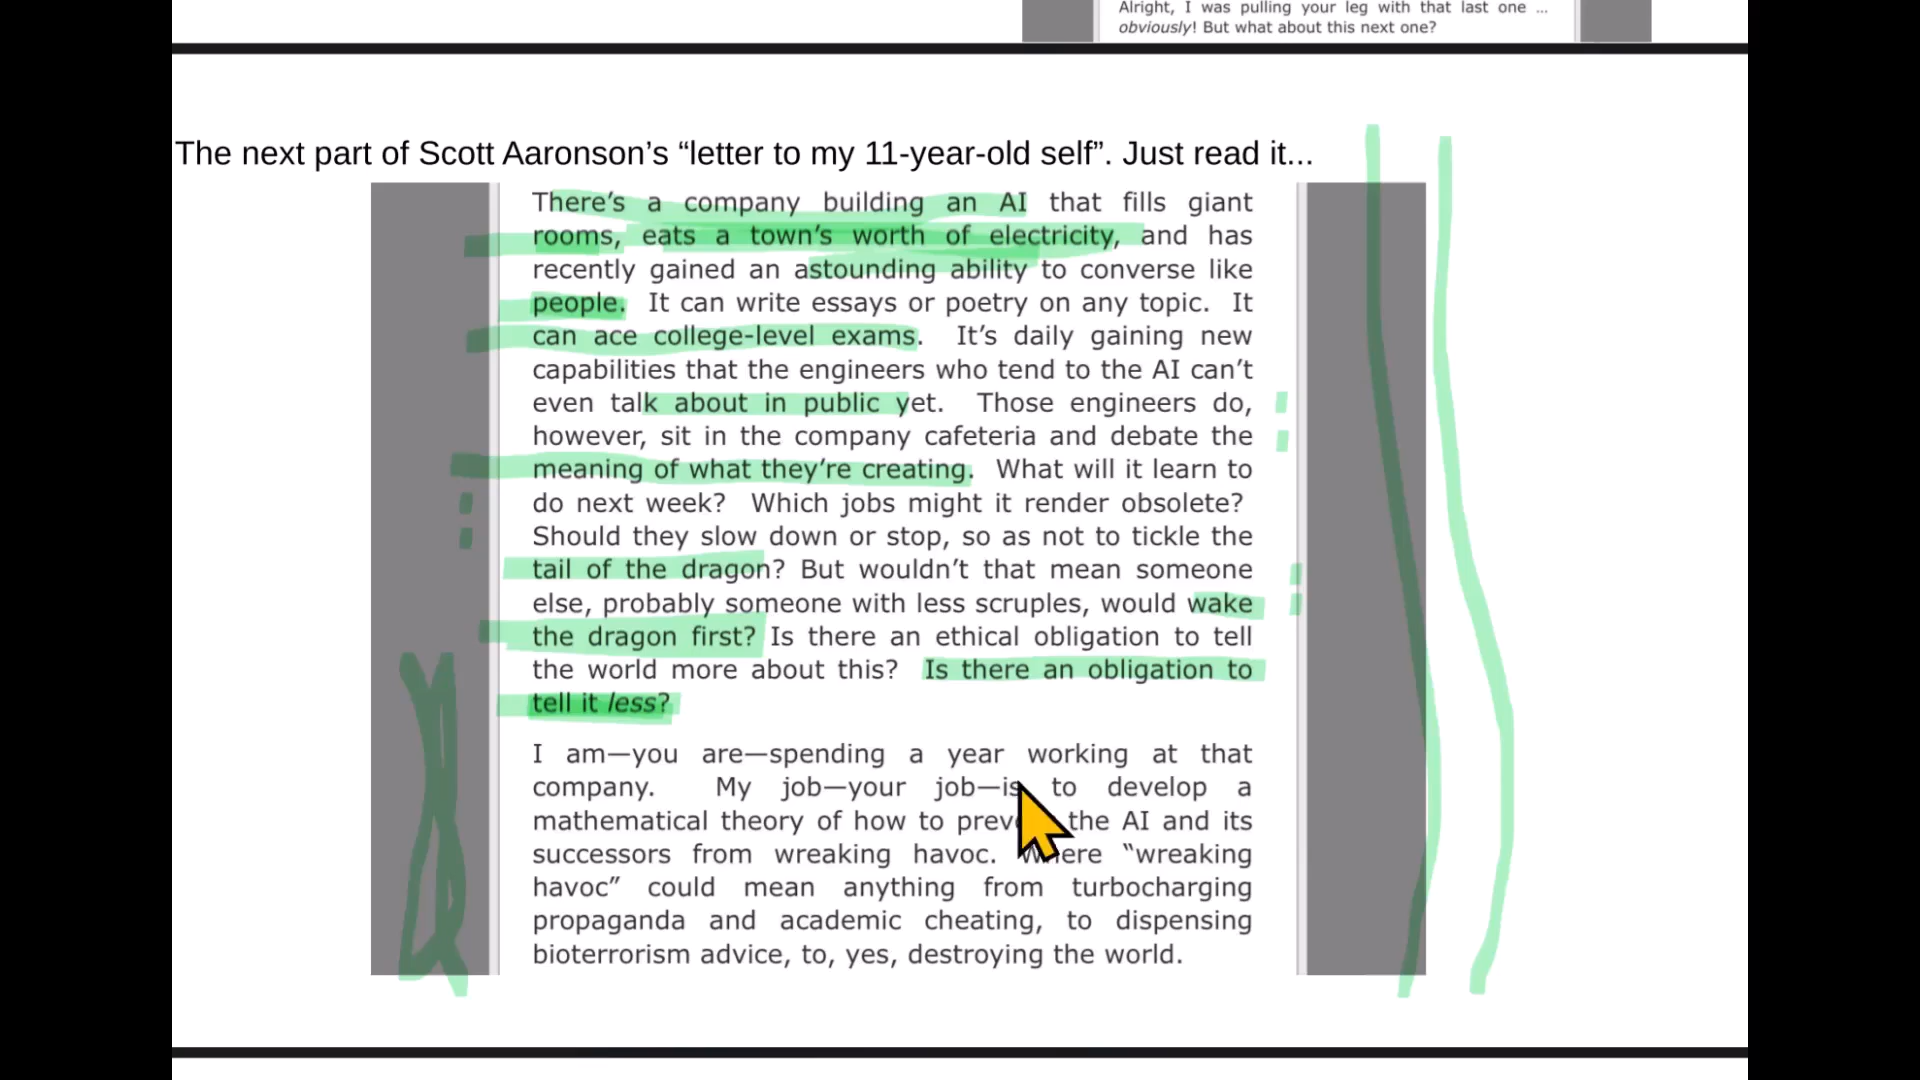 Alright, I was pulling your leg with that last one ...
obviously! But what about this next one?
The next part of Scott Aaronson’s “letter to my 11-year-old self”. Just read it...
There’s a company building an AI that fills giant
rooms, eats a town’s worth of electricity, and has
recently gained an astounding ability to converse like
people. It can write essays or poetry on any topic. It
can ace college-level exams. It’s daily gaining new
capabilities that the engineers who tend to the AI can’t
even talk about in public yet. Those engineers do,
however, sit in the company cafeteria and debate the
meaning of what they’re creating. What will it learn to
do next week? Which jobs might it render obsolete?
Should they slow down or stop, so as not to tickle the
tail of the dragon? But wouldn’t that mean someone
else, probably someone with less scruples, would wake
the dragon first? Is there an ethical obligation to tell
the world more about this? Is there an obligation to
tell it less?
I am—you are—spending a year working at that
company. My job—your job—is to develop a
mathematical theory of how to the AI and its
successors from wreaking havoc. Where “wreaking
havoc” could mean anything from turbocharging
propaganda and academic cheating, to dispensing
bioterrorism advice, to, yes, destroying the world.